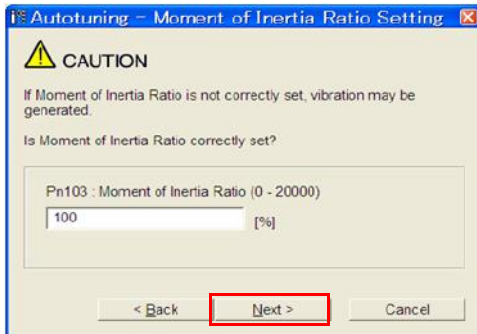 Autotuning - Moment of Inertia Ratio Setting
CAUTION
If Moment of Inertia Ratio is not correctly set, vibration may be
generated.
Is Moment of Inertia Ratio correctly set?
Pn103 : Moment of Inertia Ratio (0 - 20000)
100 [%]
< Back Next > Cancel